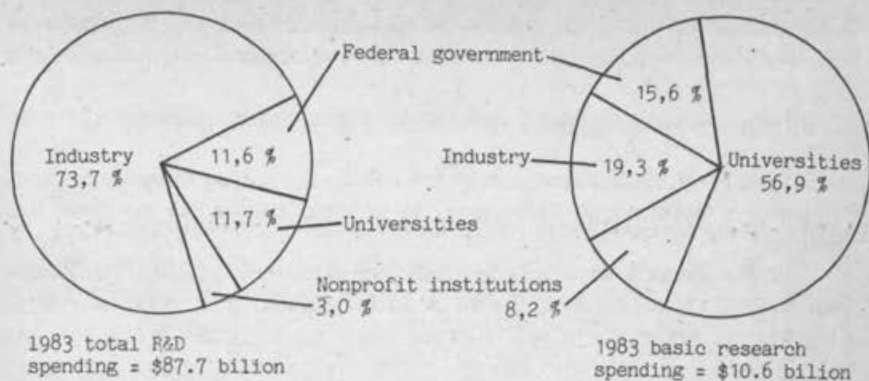 Federal government
Industry
73,7 %
11,6 %
11,7 %
Universities
Nonprofit institutions
3,0 %
1983 total R&D
spending = $87.7 bilion
15,6 %
Industry
19,3 %
Universities
56,9 %
8,2 %
1983 basic research
spending = $10.6 bilion